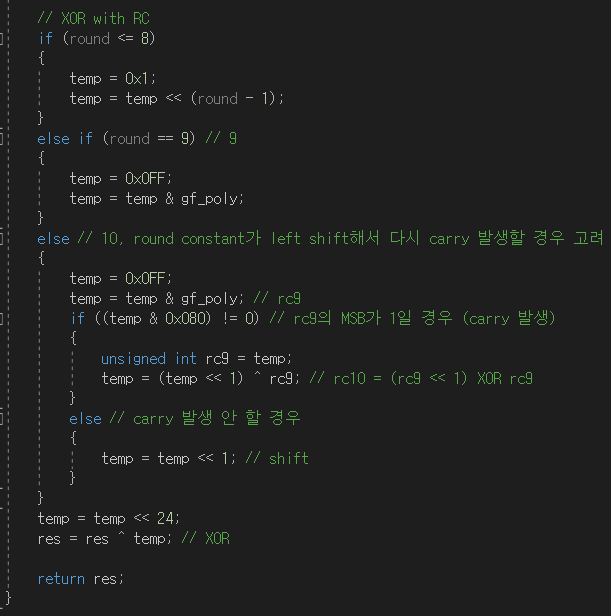 // XOR with RC
if (round <= 8)
{
temp = 0x1;
temp = temp << (round - 1);
}
else if (round == 9) // 9
{
temp = 0x0FF;
temp = temp & gf_poly;
}
else // 10, round constant가 left shift해서 다시 carry 발생할 경우 고려
{
temp = 0x0FF;
temp = temp & gf_poly; // rc9
if ((temp & 0x080) != 0) // rc9의 MSB가 1일 경우 (carry 발생)
{
unsigned int rc9 = temp;
temp = (temp << 1) ^ rc9; // rc10 = (rc9 << 1) XOR rc9
}
else // carry 발생 안 할 경우
{
temp = temp << 1; // shift
}
}
temp = temp << 24;
res = res ^ temp; // XOR
return res;
}